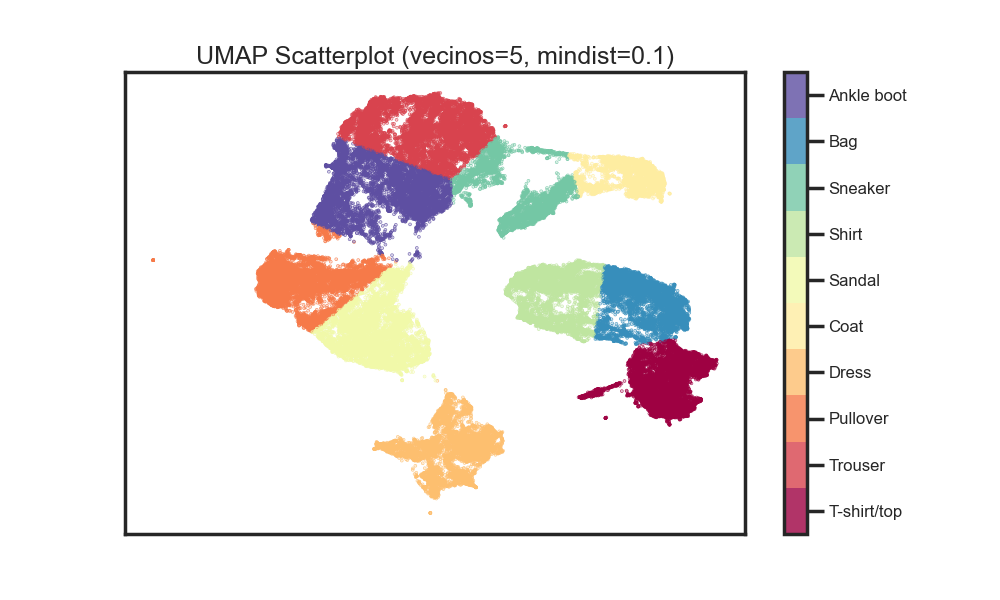 UMAP Scatterplot (vecinos=5, mindist=0.1)
Ankle boot
Bag
Sneaker
Shirt
Sandal
Coat
Dress
Pullover
Trouser
T-shirt/top